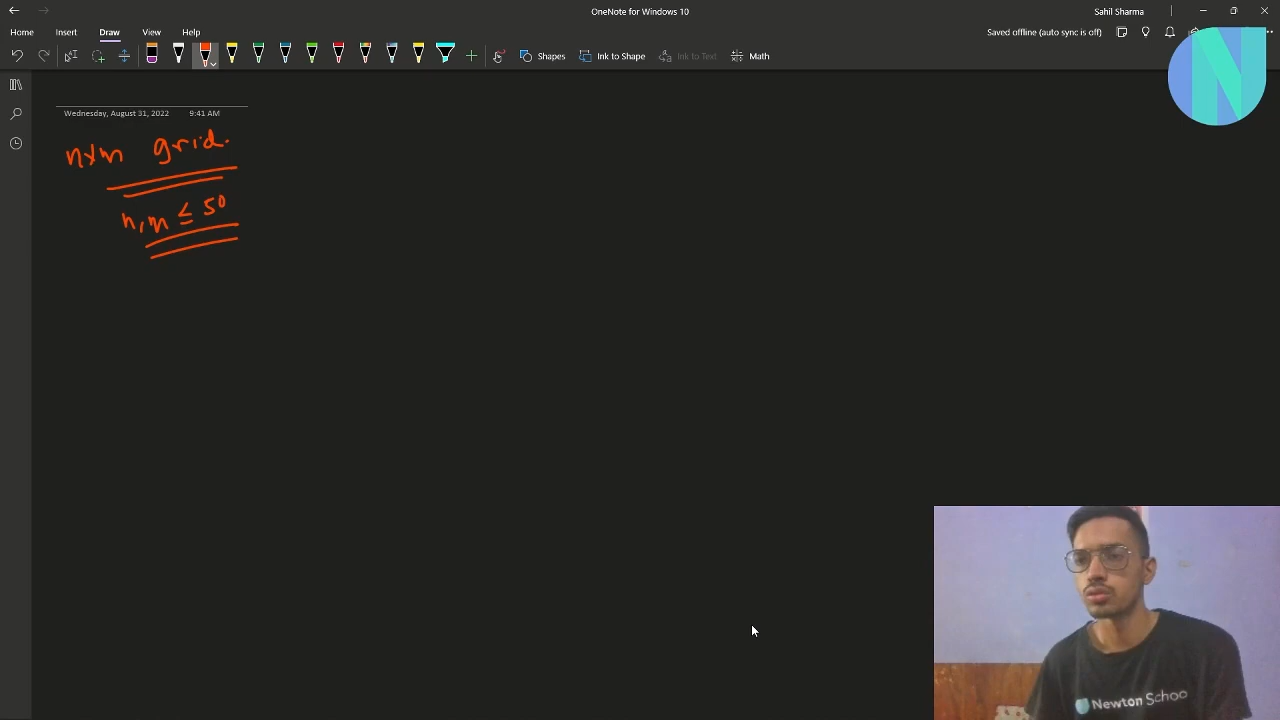 OneNote for Windows 10
Sahil Sharma
Home Insert Draw View Help
Saved offline (auto sync is off)
Shapes Ink to Shape Ink to Text Math
Wednesday, August 31, 2022 9:41 AM
n×m grid.
n,m ≤ 50
Newton Schoo